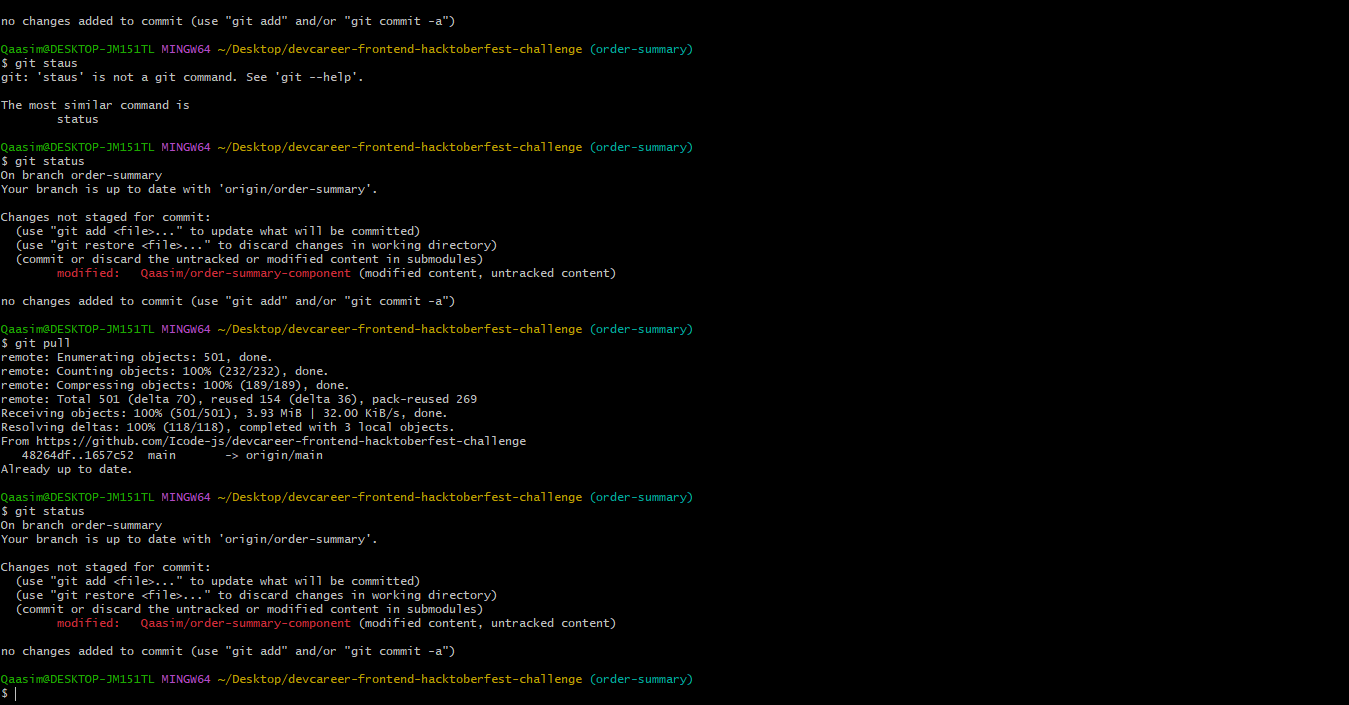 no changes added to commit (use "git add" and/or "git commit -a")
Qaasim@DESKTOP-JM151TL MINGW64 ~/Desktop/devcareer-frontend-hacktoberfest-challenge (order-summary)
$ git staus
git: 'staus' is not a git command. See 'git --help'.
The most similar command is
        status
Qaasim@DESKTOP-JM151TL MINGW64 ~/Desktop/devcareer-frontend-hacktoberfest-challenge (order-summary)
$ git status
On branch order-summary
Your branch is up to date with 'origin/order-summary'.
Changes not staged for commit:
  (use "git add <file>..." to update what will be committed)
  (use "git restore <file>..." to discard changes in working directory)
  (commit or discard the untracked or modified content in submodules)
        modified:   Qaasim/order-summary-component (modified content, untracked content)
no changes added to commit (use "git add" and/or "git commit -a")
Qaasim@DESKTOP-JM151TL MINGW64 ~/Desktop/devcareer-frontend-hacktoberfest-challenge (order-summary)
$ git pull
remote: Enumerating objects: 501, done.
remote: Counting objects: 100% (232/232), done.
remote: Compressing objects: 100% (189/189), done.
remote: Total 501 (delta 70), reused 154 (delta 36), pack-reused 269
Receiving objects: 100% (501/501), 3.93 MiB | 32.00 KiB/s, done.
Resolving deltas: 100% (118/118), completed with 3 local objects.
From https://github.com/Icode-js/devcareer-frontend-hacktoberfest-challenge
   48264df..1657c52  main       -> origin/main
Already up to date.
Qaasim@DESKTOP-JM151TL MINGW64 ~/Desktop/devcareer-frontend-hacktoberfest-challenge (order-summary)
$ git status
On branch order-summary
Your branch is up to date with 'origin/order-summary'.
Changes not staged for commit:
  (use "git add <file>..." to update what will be committed)
  (use "git restore <file>..." to discard changes in working directory)
  (commit or discard the untracked or modified content in submodules)
        modified:   Qaasim/order-summary-component (modified content, untracked content)
no changes added to commit (use "git add" and/or "git commit -a")
Qaasim@DESKTOP-JM151TL MINGW64 ~/Desktop/devcareer-frontend-hacktoberfest-challenge (order-summary)
$